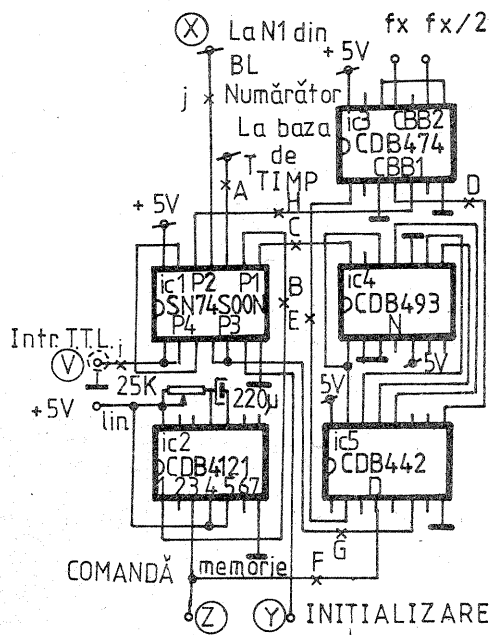 X La N1 din
BL
j Numărător
La baza
de
TIMP
T
A
fx fx/2
+5V
ic3 CBB2
CDB474
CBB1
H
D
C
+5V
ic1 P2 P1
SN74S00N
P4 P3
B
E
ic4
CDB493
N
5V
Intr. T.T.L.
V
i
25K
220µ
+5V
lin
5V
ic2
CDB4121
1 2 3 4 5 6 7
ic5
CDB442
D
G
COMANDĂ memorie
F
Z Y INIȚIALIZARE